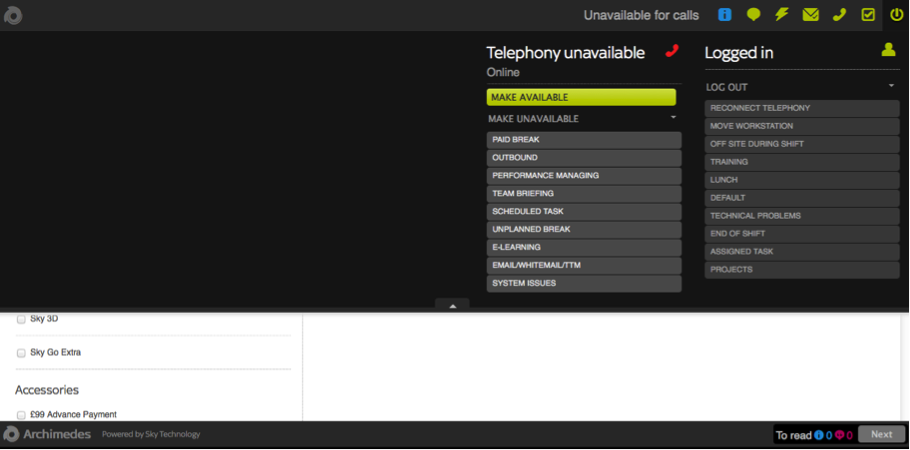 Unavailable for calls
Telephony unavailable
Online
MAKE AVAILABLE
MAKE UNAVAILABLE
PAID BREAK
OUTBOUND
PERFORMANCE MANAGING
TEAM BRIEFING
SCHEDULED TASK
UNPLANNED BREAK
E-LEARNING
EMAIL/WHITEMAIL/TTM
SYSTEM ISSUES
Logged in
LOG OUT
RECONNECT TELEPHONY
MOVE WORKSTATION
OFF SITE DURING SHIFT
TRAINING
LUNCH
DEFAULT
TECHNICAL PROBLEMS
END OF SHIFT
ASSIGNED TASK
PROJECTS
Sky 3D
Sky Go Extra
Accessories
£99 Advance Payment
Archimedes Powered by Sky Technology
To read 0 0 Next